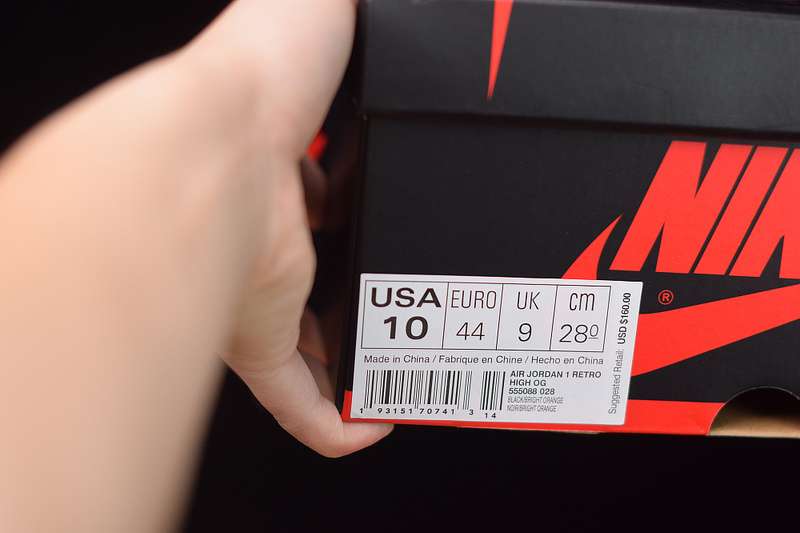 NIK
®
USA EURO UK cm
10 44 9 28⁰
Made in China / Fabrique en Chine / Hecho en China
AIR JORDAN 1 RETRO
HIGH OG
555088 028
BLACK/BRIGHT ORANGE
NOIR/BRIGHT ORANGE
1 93151 70741 3 14
Suggested Retail: USD $160.00